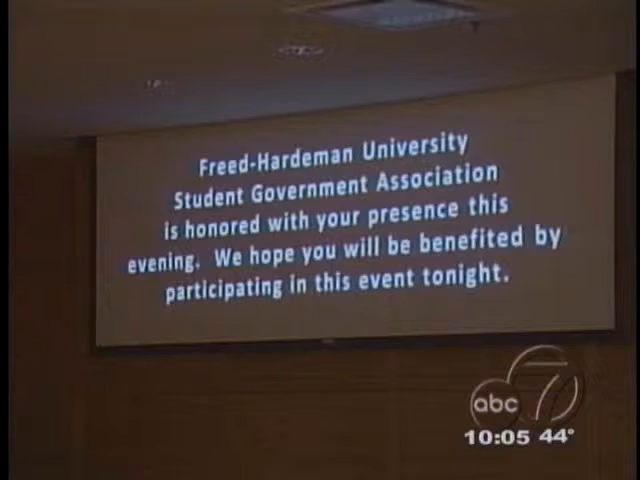 Freed-Hardeman University
Student Government Association
is honored with your presence this
evening. We hope you will be benefited by
participating in this event tonight.
abc 7
10:05 44°